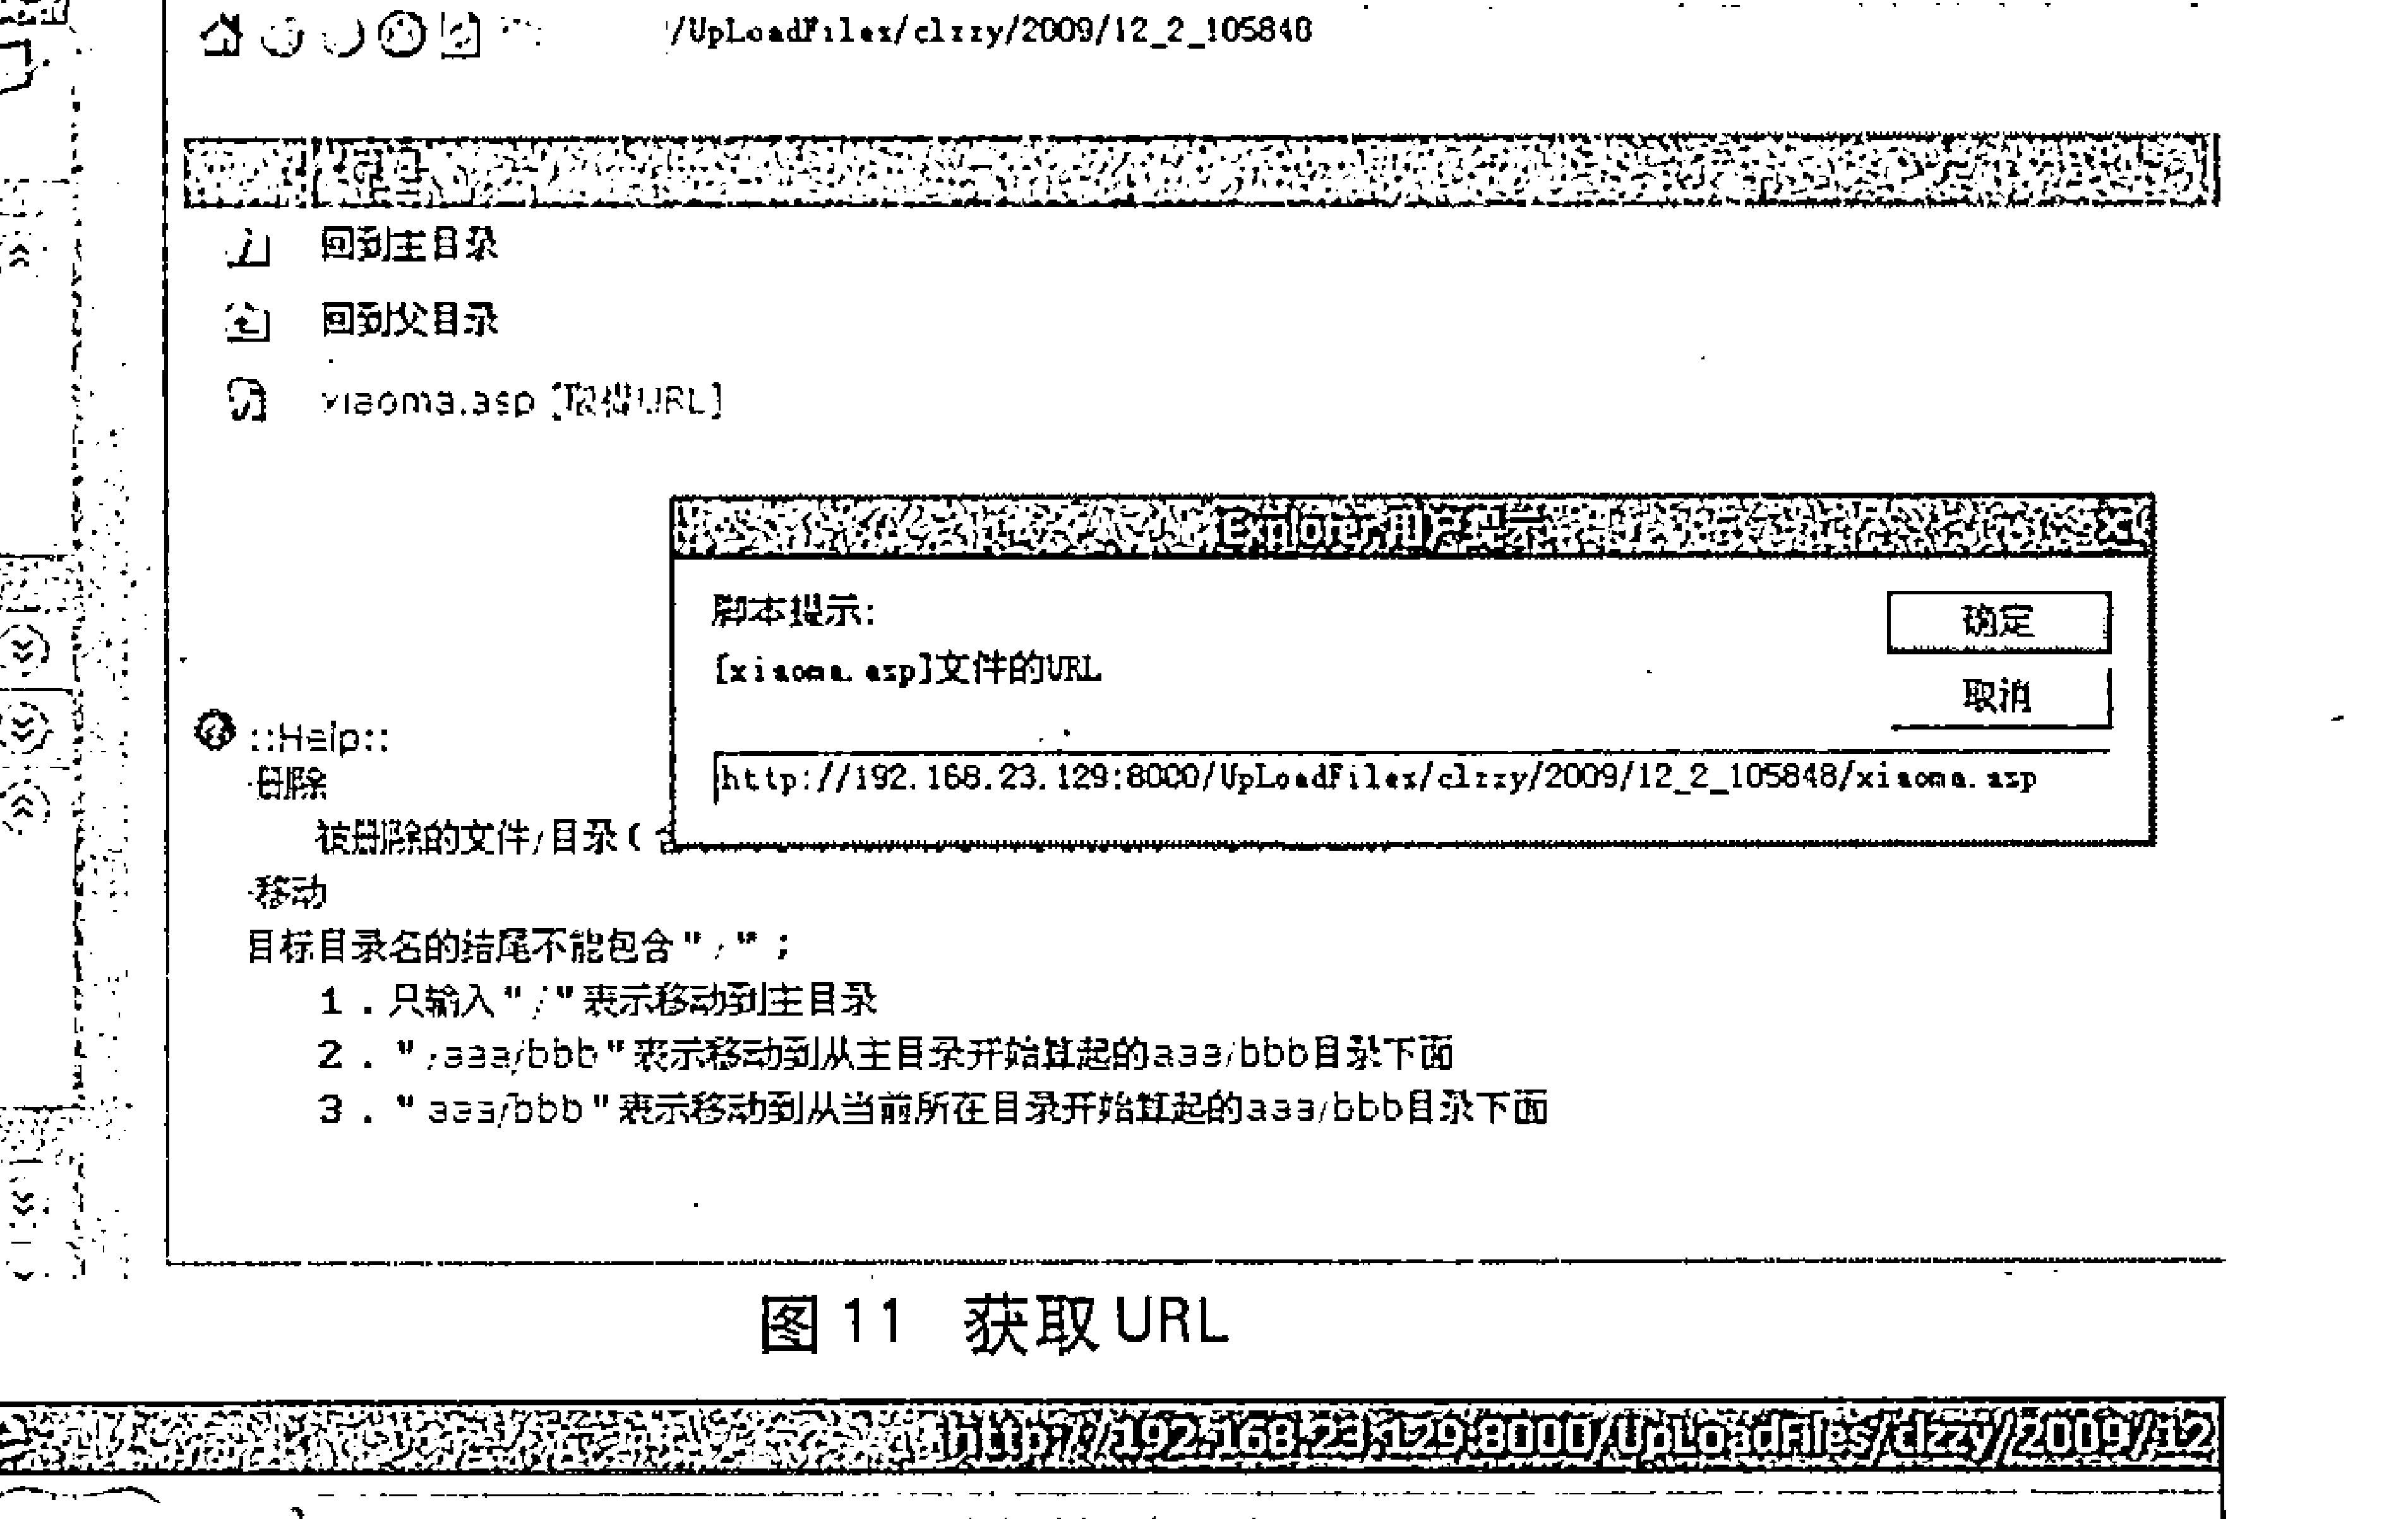 /UpLoadFiles/clzzy/2009/12_2_105848
回到主目录
回到父目录
xiaoma.asp [取得URL]
Explorer 用户提示
脚本提示:
确定
[xiaoma.asp]文件的URL
取消
::Help::
http://192.168.23.129:8000/UpLoadFiles/clzzy/2009/12_2_105848/xiaoma.asp
·删除
被删除的文件/目录(含
·移动
目标目录名的结尾不能包含"/";
1.只输入"/"表示移动到主目录
2."/aaa/bbb"表示移动到从主目录开始算起的aaa/bbb目录下面
3."aaa/bbb"表示移动到从当前所在目录开始算起的aaa/bbb目录下面
图 11 获取 URL
http://192.168.23.129:8000/UpLoadFiles/clzzy/2009/12